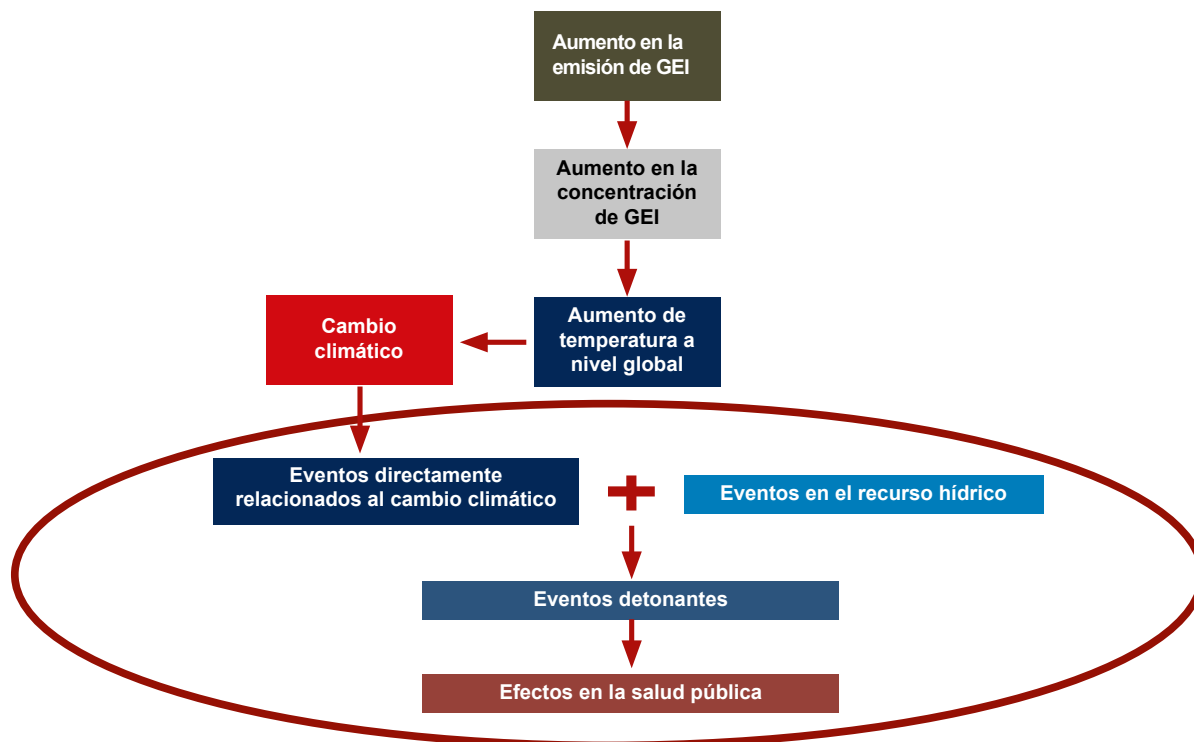 Aumento en la
emisión de GEI
Aumento en la
concentración
de GEI
Cambio
climático
Aumento de
temperatura a
nivel global
Eventos directamente
relacionados al cambio climático
Eventos en el recurso hídrico
Eventos detonantes
Efectos en la salud pública